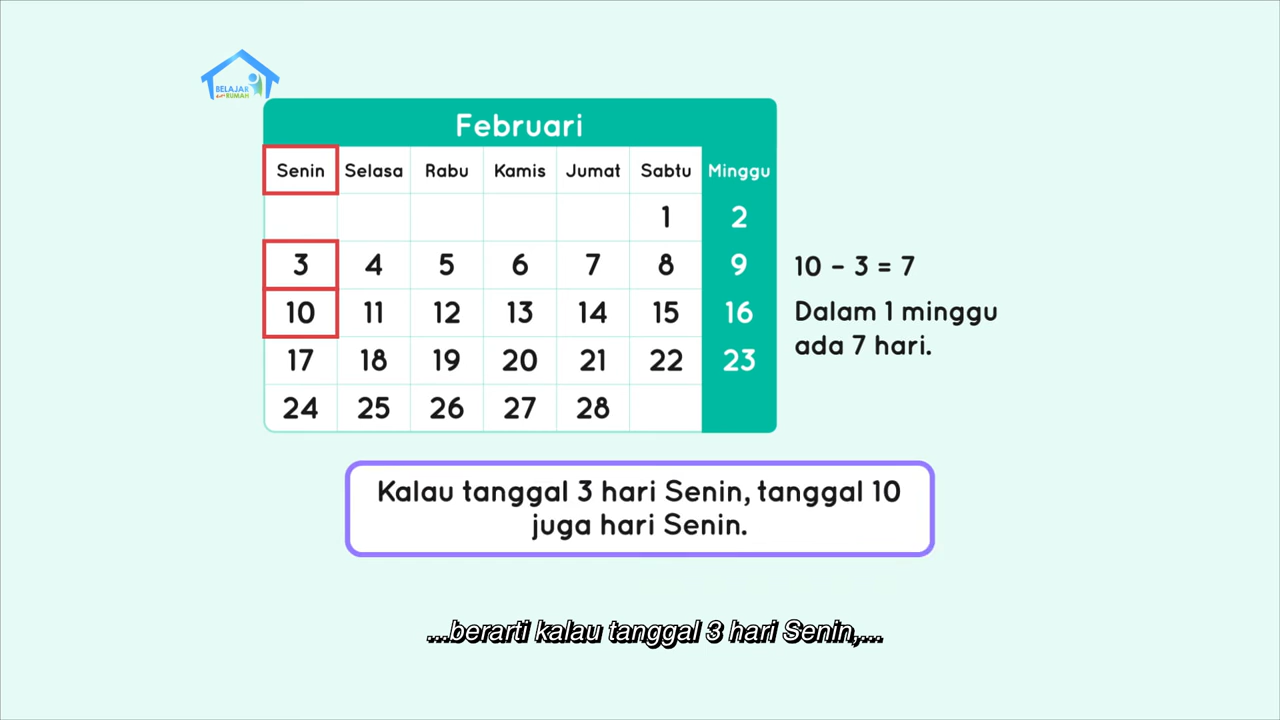 BELAJAR
dari RUMAH
Februari
Senin Selasa Rabu Kamis Jumat Sabtu Minggu
1 2
3 4 5 6 7 8 9
10 11 12 13 14 15 16
17 18 19 20 21 22 23
24 25 26 27 28
10 – 3 = 7
Dalam 1 minggu
ada 7 hari.
Kalau tanggal 3 hari Senin, tanggal 10
juga hari Senin.
...berarti kalau tanggal 3 hari Senin,...